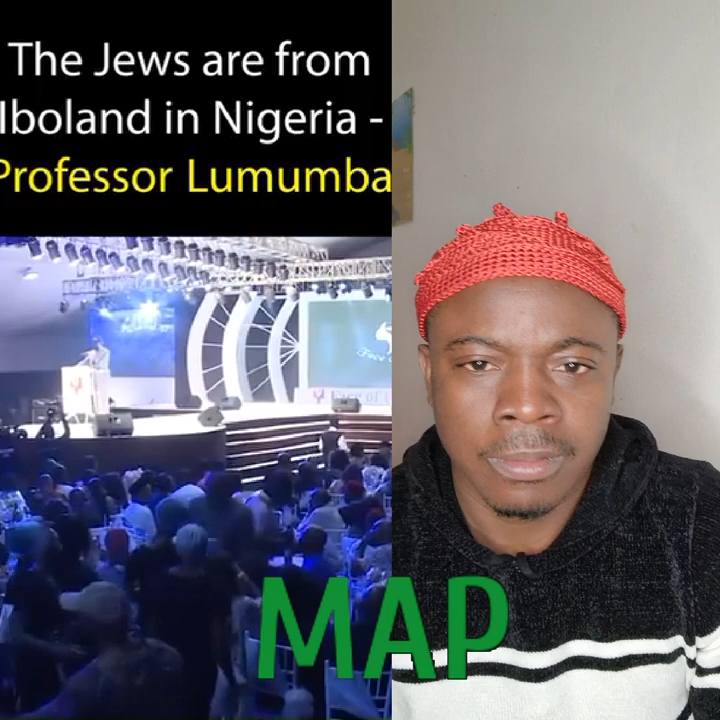 The Jews are from
Iboland in Nigeria -
Professor Lumumba
MAP